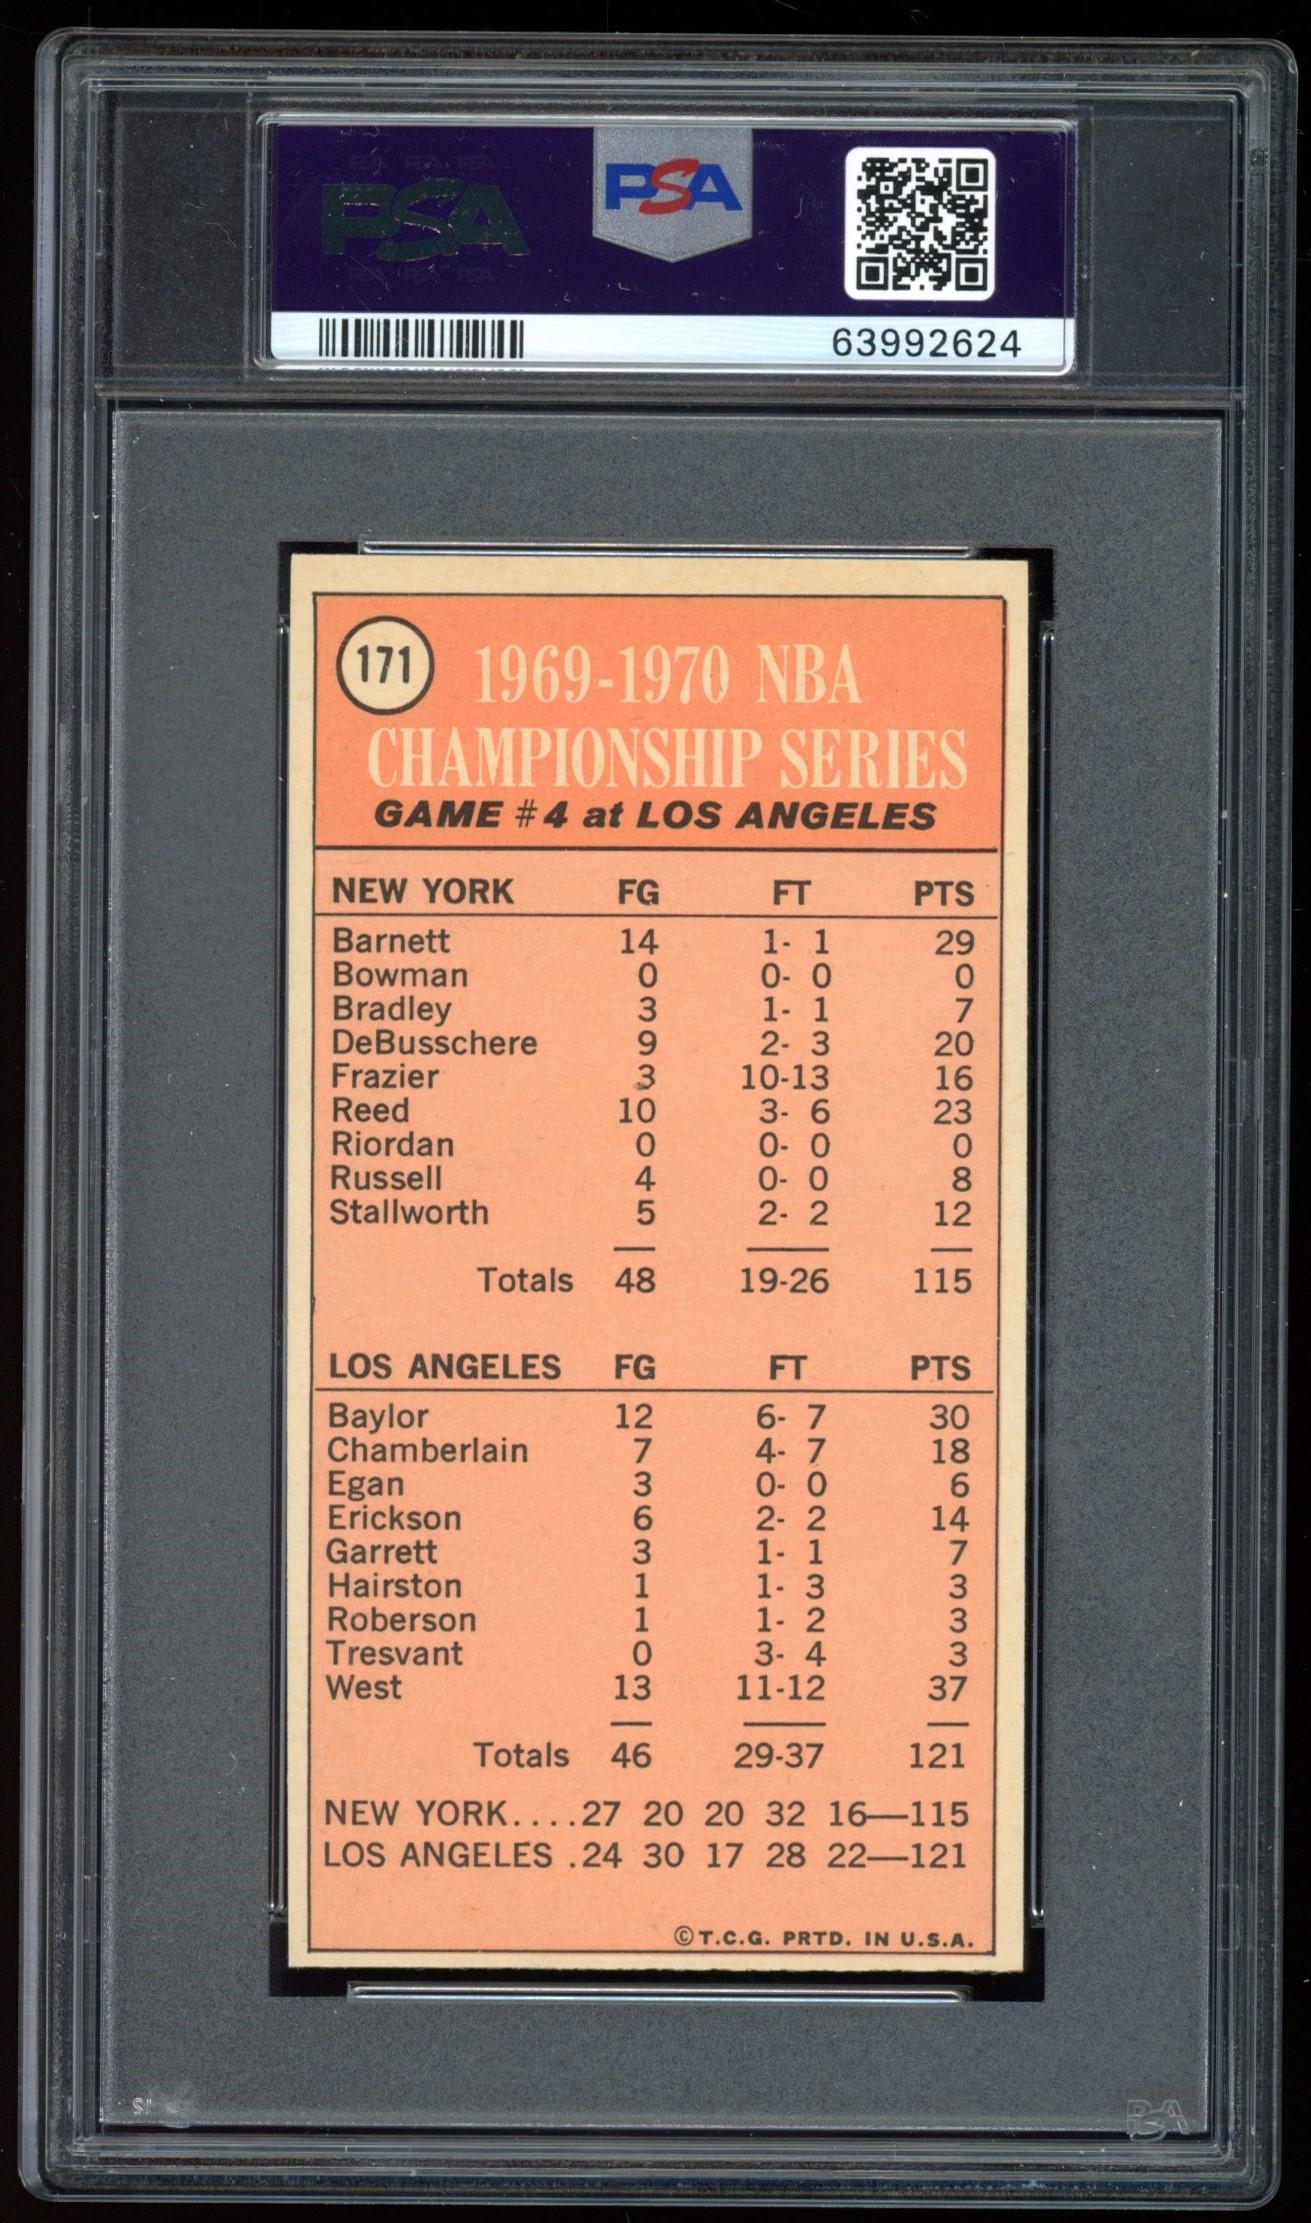 PSA PSA PSA
PSA
PSA PSA PSA
PSA
63992624
171
1969-1970 NBA
CHAMPIONSHIP SERIES
GAME #4 at LOS ANGELES
NEW YORK FG FT PTS
Barnett 14 1- 1 29
Bowman 0 0- 0 0
Bradley 3 1- 1 7
DeBusschere 9 2- 3 20
Frazier 3 10-13 16
Reed 10 3- 6 23
Riordan 0 0- 0 0
Russell 4 0- 0 8
Stallworth 5 2- 2 12
Totals 48 19-26 115
LOS ANGELES FG FT PTS
Baylor 12 6- 7 30
Chamberlain 7 4- 7 18
Egan 3 0- 0 6
Erickson 6 2- 2 14
Garrett 3 1- 1 7
Hairston 1 1- 3 3
Roberson 1 1- 2 3
Tresvant 0 3- 4 3
West 13 11-12 37
Totals 46 29-37 121
NEW YORK....27 20 20 32 16—115
LOS ANGELES .24 30 17 28 22—121
©T.C.G. PRTD. IN U.S.A.
PSA